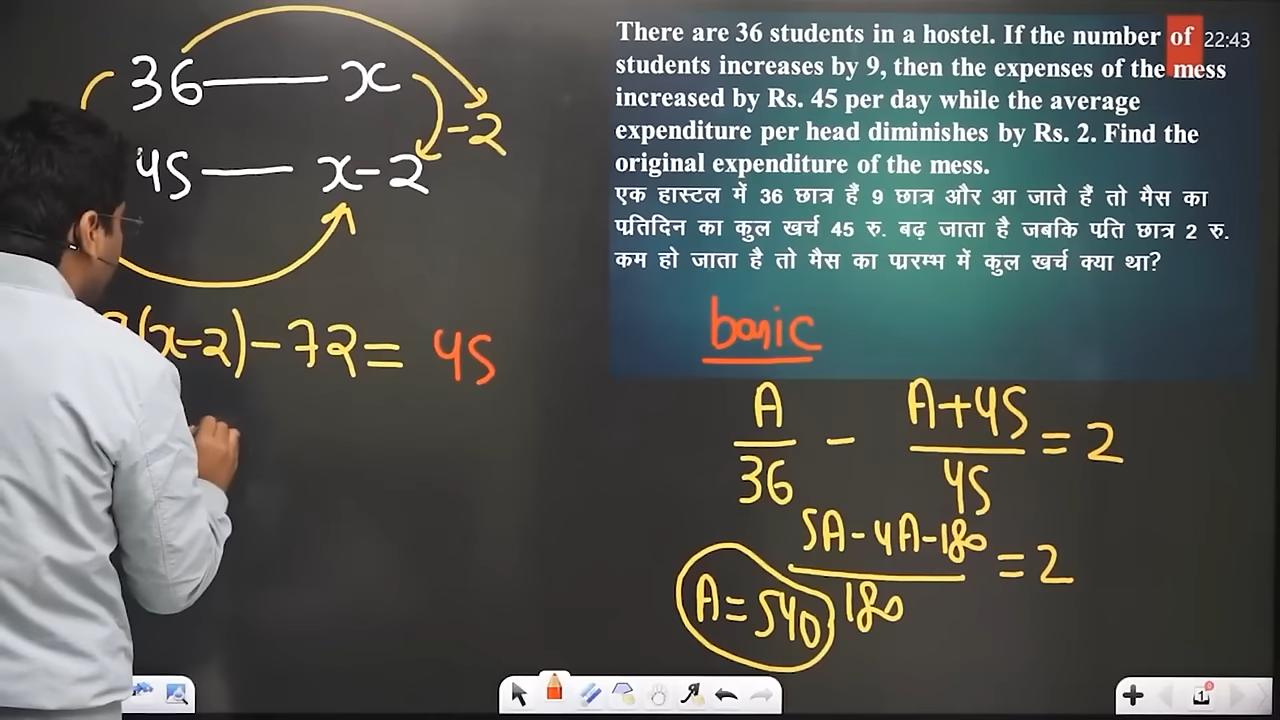 36 — x
-2
45 — x-2
(x-2) - 72 = 45
There are 36 students in a hostel. If the number of
22:43
students increases by 9, then the expenses of the mess
increased by Rs. 45 per day while the average
expenditure per head diminishes by Rs. 2. Find the
original expenditure of the mess.
एक हास्टल में 36 छात्र हैं 9 छात्र और आ जाते हैं तो मैस का
प्रतिदिन का कुल खर्च 45 रु. बढ़ जाता है जबकि प्रति छात्र 2 रु.
कम हो जाता है तो मैस का प्रारम्भ में कुल खर्च क्या था?
basic
A/36 - A+45/45 = 2
5A-4A-180/180 = 2
A=540
1